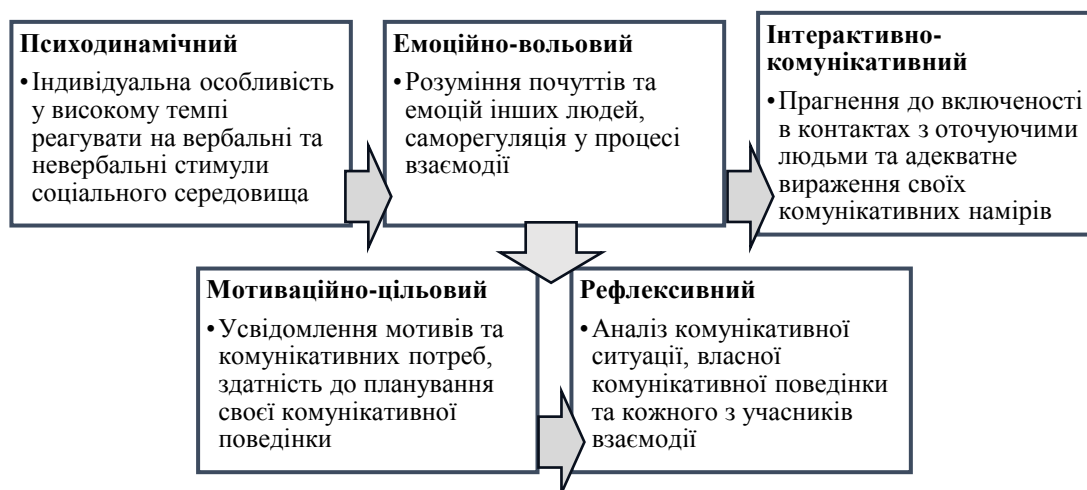 Психодинамічний
•Індивідуальна особливість
у високому темпі
реагувати на вербальні та
невербальні стимули
соціального середовища
Емоційно-вольовий
•Розуміння почуттів та
емоцій інших людей,
саморегуляція у процесі
взаємодії
Інтерактивно-
комунікативний
•Прагнення до включеності
в контактах з оточуючими
людьми та адекватне
вираження своїх
комунікативних намірів
Мотиваційно-цільовий
•Усвідомлення мотивів та
комунікативних потреб,
здатність до планування
своєї комунікативної
поведінки
Рефлексивний
•Аналіз комунікативної
ситуації, власної
комунікативної поведінки
та кожного з учасників
взаємодії